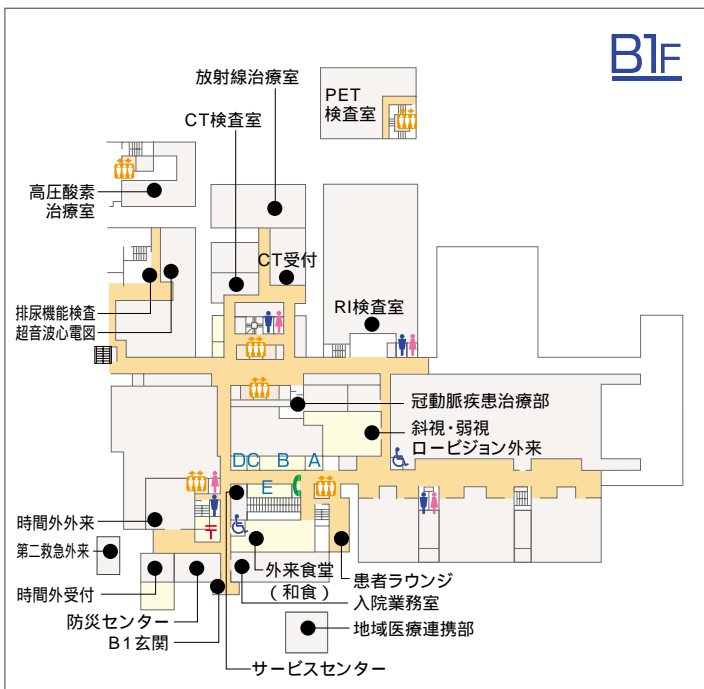 B1F
放射線治療室
PET
検査室
CT検査室
高圧酸素
治療室
CT受付
排尿機能検査
超音波心電図
RI検査室
冠動脈疾患治療部
斜視・弱視
ロービジョン外来
DC B A
E
〒
時間外外来
第二救急外来
時間外受付
防災センター
B1玄関
外来食堂
（和食）
患者ラウンジ
入院業務室
地域医療連携部
サービスセンター